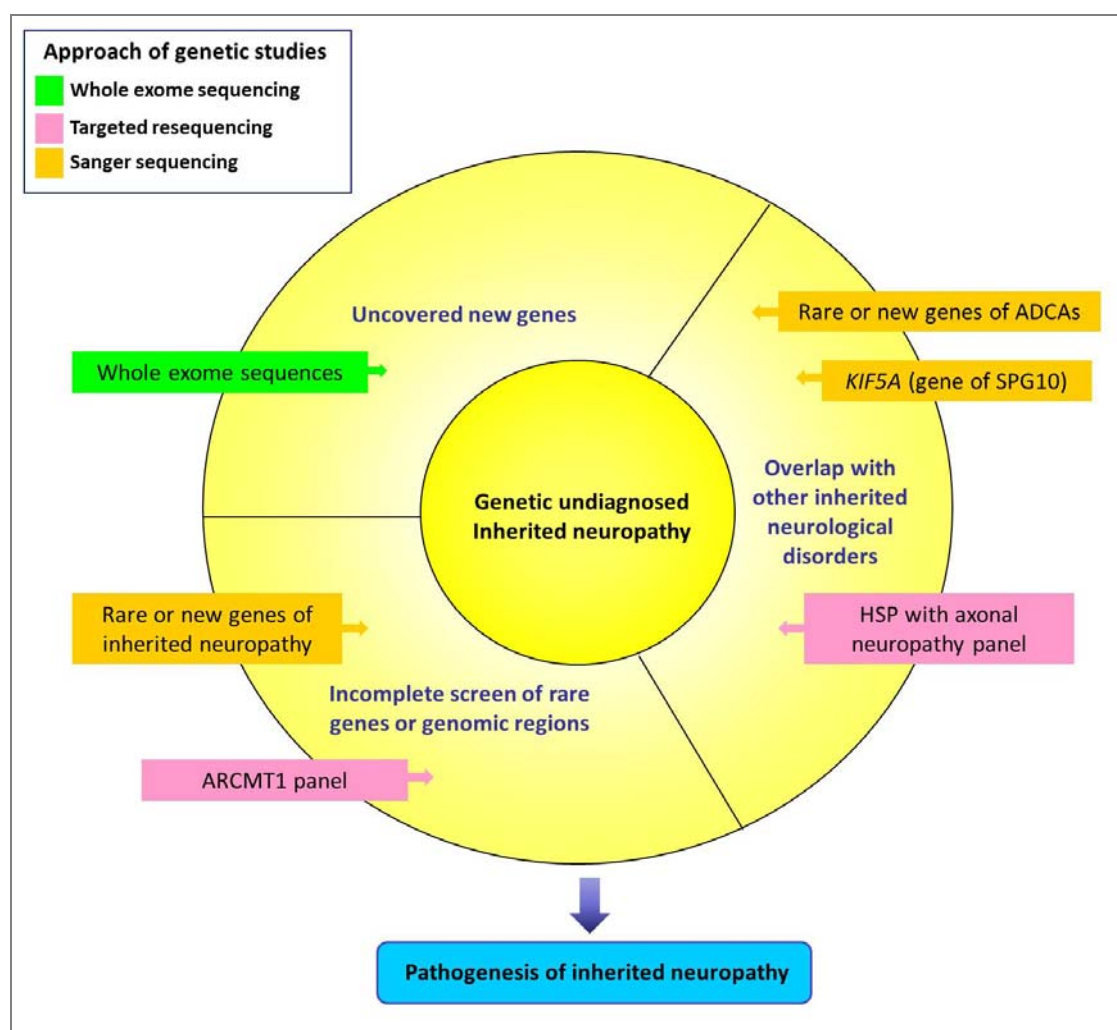 Approach of genetic studies
Whole exome sequencing
Targeted resequencing
Sanger sequencing
Uncovered new genes
Whole exome sequences
Rare or new genes of ADCAs
KIF5A (gene of SPG10)
Overlap with
other inherited
neurological
disorders
Genetic undiagnosed
Inherited neuropathy
Rare or new genes of
inherited neuropathy
HSP with axonal
neuropathy panel
Incomplete screen of rare
genes or genomic regions
ARCMT1 panel
Pathogenesis of inherited neuropathy